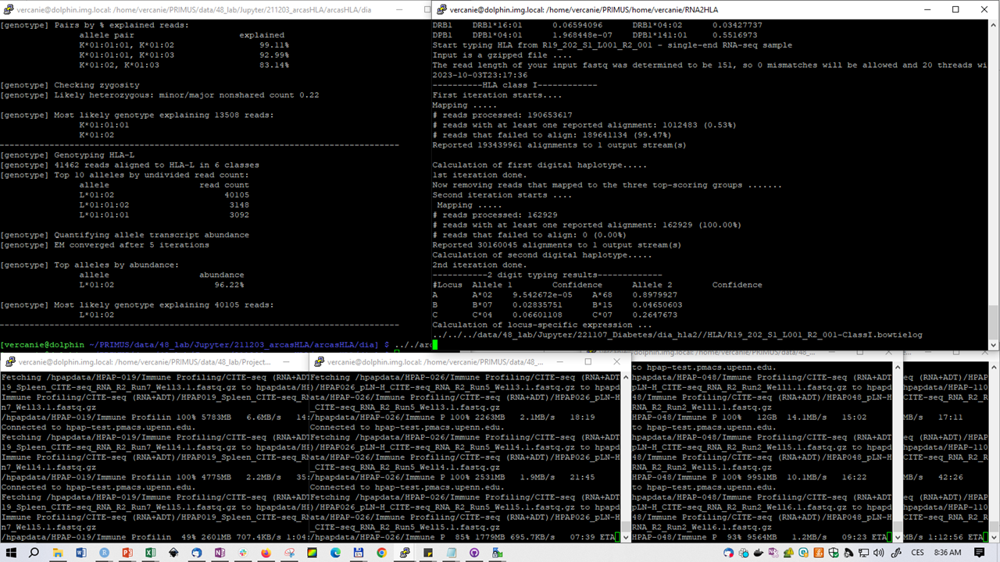 vercanie@dolphin.img.local: /home/vercanie/PRIMUS/data/48_lab/Jupyter/211203_arcasHLA/arcasHLA/dia
[genotype] Pairs by % explained reads:
allele pair explained
K*01:01:01, K*01:02 99.11%
K*01:01:01, K*01:03 92.99%
K*01:02, K*01:03 83.14%
[genotype] Checking zygosity
[genotype] Likely heterozygous: minor/major nonshared count 0.22
[genotype] Most likely genotype explaining 13508 reads:
K*01:01:01
K*01:02
[genotype] Genotyping HLA-L
[genotype] 41462 reads aligned to HLA-L in 6 classes
[genotype] Top 10 alleles by undivided read count:
allele read count
L*01:02 40105
L*01:01:02 3148
L*01:01:01 3092
[genotype] Quantifying allele transcript abundance
[genotype] EM converged after 5 iterations
[genotype] Top alleles by abundance:
allele abundance
L*01:02 96.22%
[genotype] Most likely genotype explaining 40105 reads:
L*01:02
[vercanie@dolphin ~/PRIMUS/data/48_lab/Jupyter/211203_arcasHLA/arcasHLA/dia] $ .././arc
vercanie@dolphin.img.local: /home/vercanie/PRIMUS/home/vercanie/RNA2HLA
DRB1 DRB1*16:01 0.06594096 DRB1*04:02 0.03427737
DPB1 DPB1*04:01 1.968448e-07 DPB1*141:01 0.5516973
Start typing HLA from R19_202_S1_L001_R2_001 - single-end RNA-seq sample
Input is a gzipped file ....
The read length of your input fastq was determined to be 151, so 0 mismatches will be allowed and 20 threads wi
2023-10-03T23:17:36
----------HLA class I------------
First iteration starts....
Mapping .....
# reads processed: 190653617
# reads with at least one reported alignment: 1012483 (0.53%)
# reads that failed to align: 189641134 (99.47%)
Reported 193439961 alignments to 1 output stream(s)
Calculation of first digital haplotype.....
1st iteration done.
Now removing reads that mapped to the three top-scoring groups .......
Second iteration starts ....
Mapping .....
# reads processed: 162929
# reads with at least one reported alignment: 162929 (100.00%)
# reads that failed to align: 0 (0.00%)
Reported 30160045 alignments to 1 output stream(s)
Calculation of second digital haplotype.....
2nd iteration done.
-----------2 digit typing results-------------
#Locus Allele 1 Confidence Allele 2 Confidence
A A*02 9.542672e-05 A*68 0.8979927
B B*07 0.02835751 B*15 0.04650603
C C*04 0.06601108 C*07 0.2647673
Calculation of locus-specific expression ...
../../../data/48_lab/Jupyter/221107_Diabetes/dia_hla2//HLA/R19_202_S1_L001_R2_001-ClassI.bowtielog
vercanie@dolphin.img.local: /home/vercanie/PRIMUS/data/48_lab/Project...
Fetching /hpapdata/HPAP-019/Immune Profiling/CITE-seq (RNA+ADT)
19_Spleen_CITE-seq_RNA_R2_Run7_Well3.1.fastq.gz to hpapdata/HI
Immune Profiling/CITE-seq (RNA+ADT)/HPAP019_Spleen_CITE-seq_Ru
n7_Well3.1.fastq.gz
/hpapdata/HPAP-019/Immune Profilin 100% 5783MB 6.6MB/s 14:
Connected to hpap-test.pmacs.upenn.edu.
Fetching /hpapdata/HPAP-019/Immune Profiling/CITE-seq (RNA+ADT)
19_Spleen_CITE-seq_RNA_R2_Run7_Well4.1.fastq.gz to hpapdata/HI
Immune Profiling/CITE-seq (RNA+ADT)/HPAP019_Spleen_CITE-seq_Ru
n7_Well4.1.fastq.gz
/hpapdata/HPAP-019/Immune Profilin 100% 4775MB 2.2MB/s 35:
Connected to hpap-test.pmacs.upenn.edu.
Fetching /hpapdata/HPAP-019/Immune Profiling/CITE-seq (RNA+ADT)
19_Spleen_CITE-seq_RNA_R2_Run7_Well5.1.fastq.gz to hpapdata/HI
Immune Profiling/CITE-seq (RNA+ADT)/HPAP019_Spleen_CITE-seq_Ru
n7_Well5.1.fastq.gz
/hpapdata/HPAP-019/Immune Profilin 49% 2601MB 707.4KB/s 1:04:
vercanie@dolphin.img.local: /home/vercanie/PRIMUS/data/48_...
Fetching /hpapdata/HPAP-026/Immune Profiling/CITE-seq (RNA+ADT
)/HPAP026_pLN-H_CITE-seq_RNA_R2_Run5_Well3.1.fastq.gz to hpapd
ata/HPAP-026/Immune Profiling/CITE-seq (RNA+ADT)/HPAP026_pLN-H
_CITE-seq_RNA_R2_Run5_Well3.1.fastq.gz
/hpapdata/HPAP-026/Immune P 100% 2263MB 2.1MB/s 18:19
Connected to hpap-test.pmacs.upenn.edu.
Fetching /hpapdata/HPAP-026/Immune Profiling/CITE-seq (RNA+ADT
)/HPAP026_pLN-H_CITE-seq_RNA_R2_Run5_Well4.1.fastq.gz to hpapd
ata/HPAP-026/Immune Profiling/CITE-seq (RNA+ADT)/HPAP026_pLN-H
_CITE-seq_RNA_R2_Run5_Well4.1.fastq.gz
/hpapdata/HPAP-026/Immune P 100% 2531MB 1.9MB/s 21:45
Connected to hpap-test.pmacs.upenn.edu.
Fetching /hpapdata/HPAP-026/Immune Profiling/CITE-seq (RNA+ADT
)/HPAP026_pLN-H_CITE-seq_RNA_R2_Run5_Well5.1.fastq.gz to hpapd
ata/HPAP-026/Immune Profiling/CITE-seq (RNA+ADT)/HPAP026_pLN-H
_CITE-seq_RNA_R2_Run5_Well5.1.fastq.gz
/hpapdata/HPAP-026/Immune P 85% 1779MB 695.7KB/s 07:39 ETA
to hpap-test.pmacs.upenn.edu.
/hpapdata/HPAP-048/Immune Profiling/CITE-seq (RNA+ADT
pLN-H_CITE-seq_RNA_R2_Run2_Well1.1.fastq.gz to hpapd
48/Immune Profiling/CITE-seq (RNA+ADT)/HPAP048_pLN-H
RNA_R2_Run2_Well1.1.fastq.gz
HPAP-048/Immune P 100% 12GB 14.1MB/s 15:02
to hpap-test.pmacs.upenn.edu.
/hpapdata/HPAP-048/Immune Profiling/CITE-seq (RNA+ADT
pLN-H_CITE-seq_RNA_R2_Run2_Well5.1.fastq.gz to hpapd
48/Immune Profiling/CITE-seq (RNA+ADT)/HPAP048_pLN-H
RNA_R2_Run2_Well5.1.fastq.gz
HPAP-048/Immune P 100% 9951MB 10.1MB/s 16:22
to hpap-test.pmacs.upenn.edu.
/hpapdata/HPAP-048/Immune Profiling/CITE-seq (RNA+ADT
pLN-H_CITE-seq_RNA_R2_Run2_Well6.1.fastq.gz to hpapd
48/Immune Profiling/CITE-seq (RNA+ADT)/HPAP048_pLN-H
RNA_R2_Run2_Well6.1.fastq.gz
HPAP-048/Immune P 93% 9564MB 1.2MB/s 09:23 ETA
MB/s 17:11
MB/s 42:26
MB/s 1:12:56 ETA
CES 8:36 AM